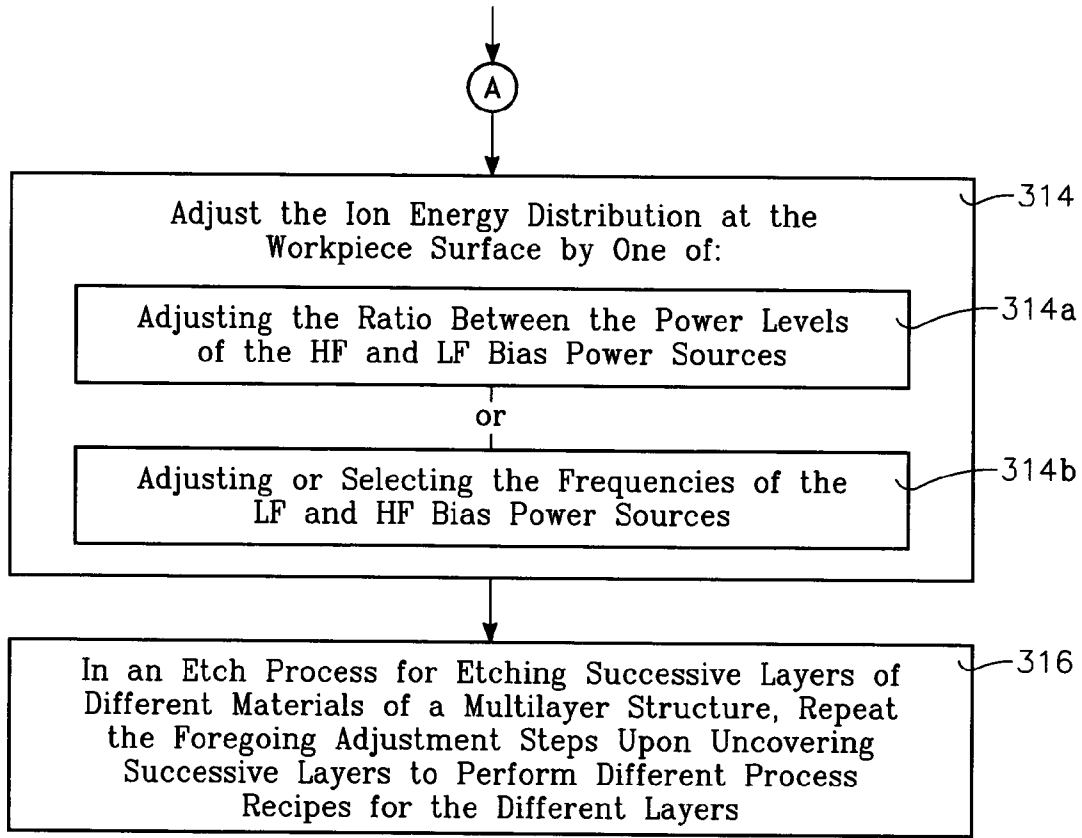 A
314
Adjust the Ion Energy Distribution at the
Workpiece Surface by One of:
314a
Adjusting the Ratio Between the Power Levels
of the HF and LF Bias Power Sources
or
314b
Adjusting or Selecting the Frequencies of the
LF and HF Bias Power Sources
316
In an Etch Process for Etching Successive Layers of
Different Materials of a Multilayer Structure, Repeat
the Foregoing Adjustment Steps Upon Uncovering
Successive Layers to Perform Different Process
Recipes for the Different Layers